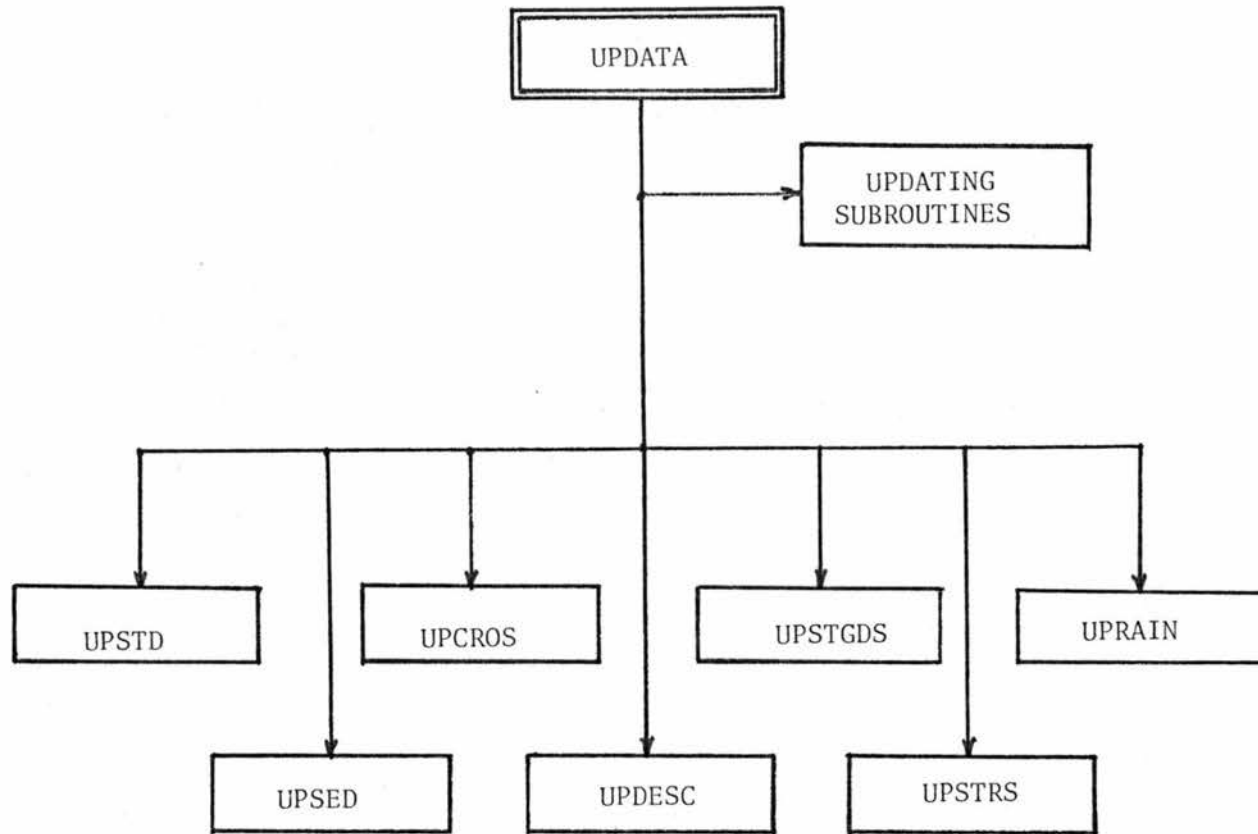 UPDATA
UPDATING
SUBROUTINES
UPSTD
UPCROS
UPSTGDS
UPRAIN
UPSED
UPDESC
UPSTRS